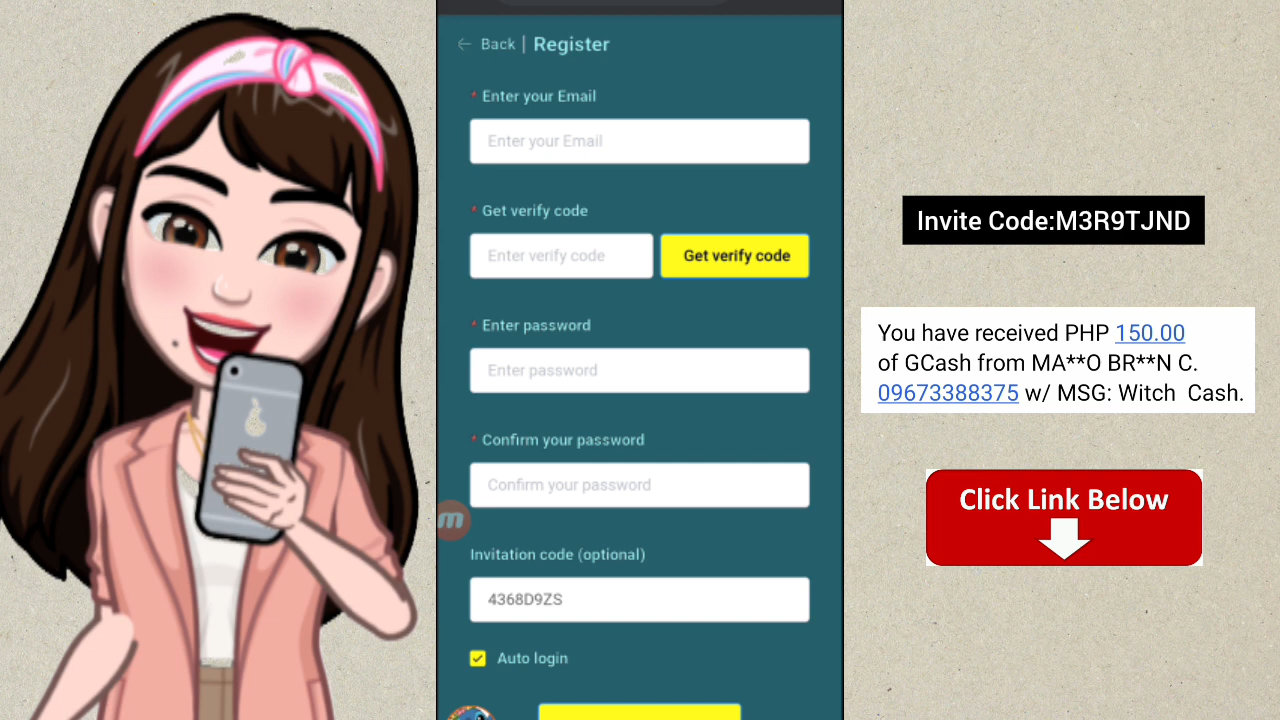 ← Back | Register
* Enter your Email
Enter your Email
* Get verify code
Enter verify code
Get verify code
* Enter password
Enter password
* Confirm your password
Confirm your password
m
Invitation code (optional)
4368D9ZS
Auto login
Invite Code:M3R9TJND
You have received PHP 150.00
of GCash from MA**O BR**N C.
09673388375 w/ MSG: Witch Cash.
Click Link Below